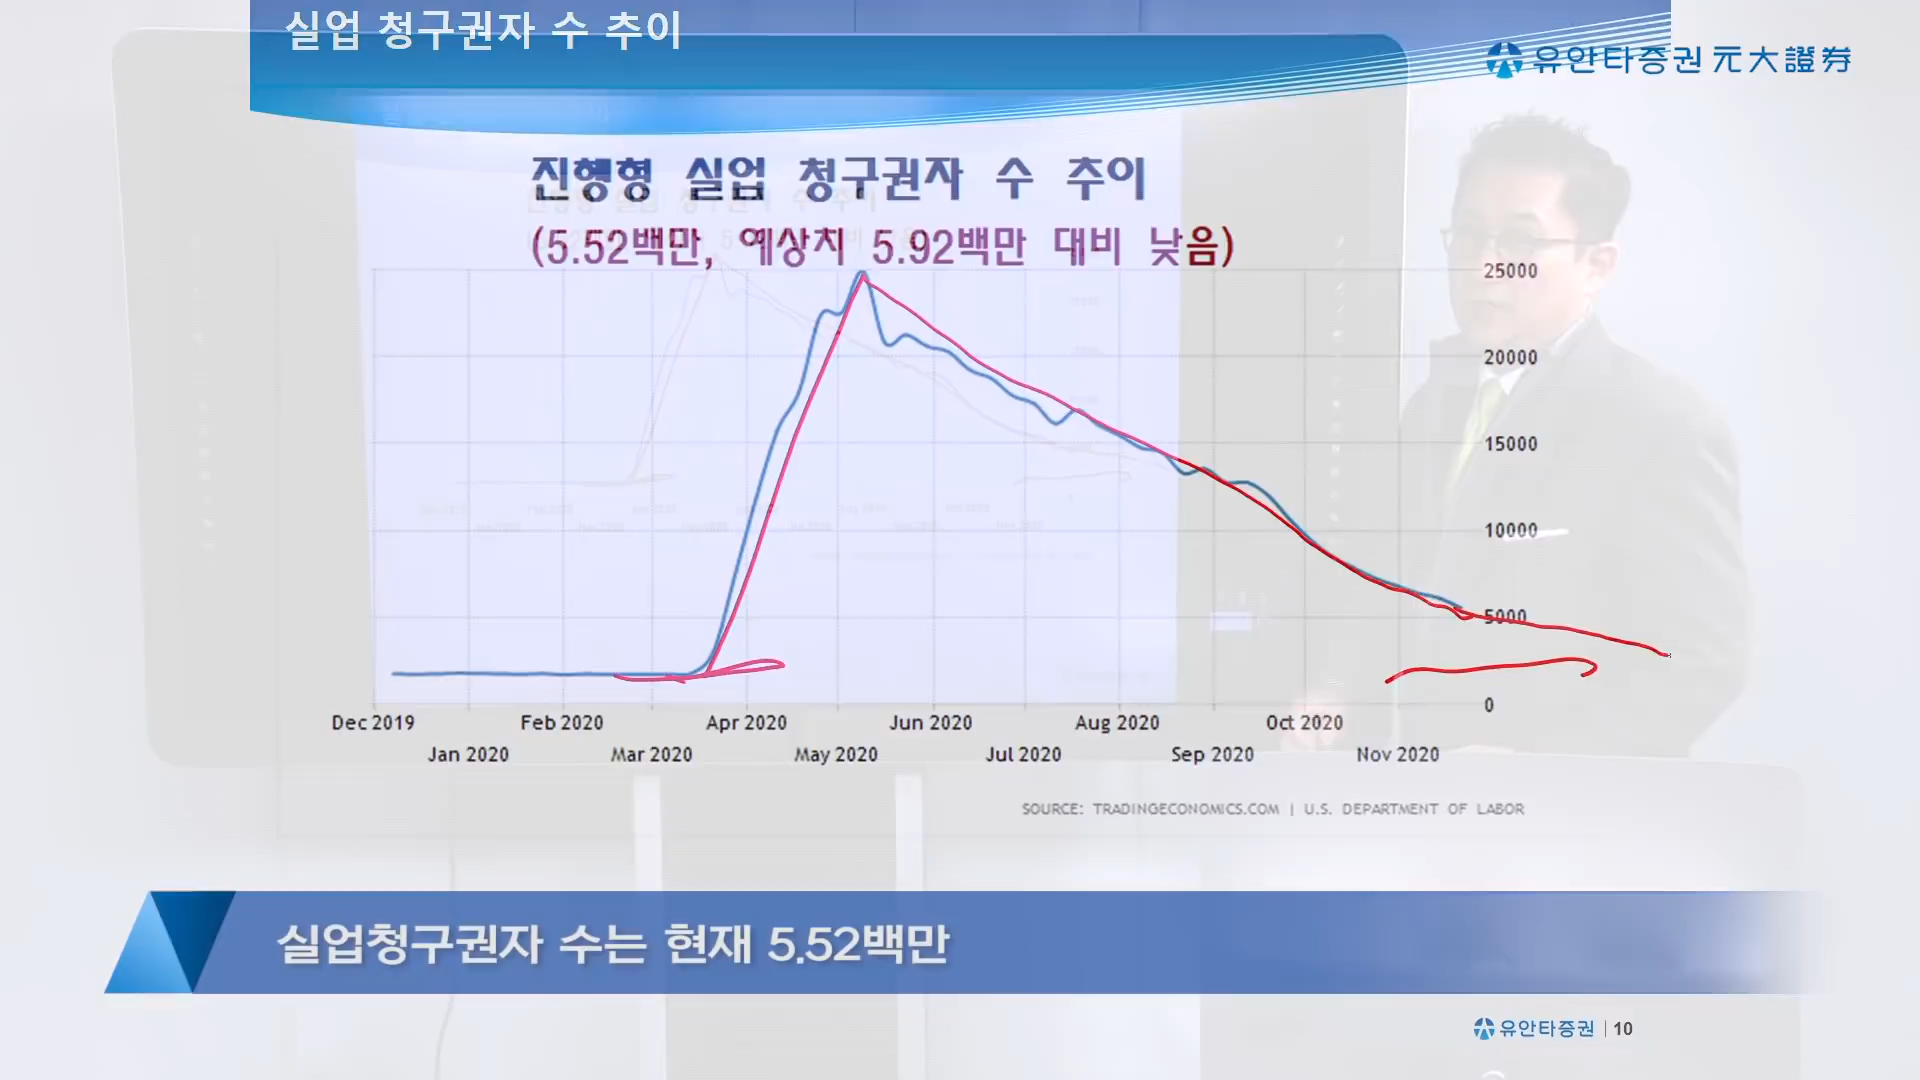 실업 청구권자 수 추이
유안타증권 元大證券
진행형 실업 청구권자 수 추이
(5.52백만, 예상치 5.92백만 대비 낮음)
25000
20000
15000
10000
5000
0
Dec 2019
Feb 2020
Apr 2020
Jun 2020
Aug 2020
Oct 2020
Jan 2020
Mar 2020
May 2020
Jul 2020
Sep 2020
Nov 2020
SOURCE: TRADINGECONOMICS.COM | U.S. DEPARTMENT OF LABOR
실업청구권자 수는 현재 5.52백만
유안타증권 | 10